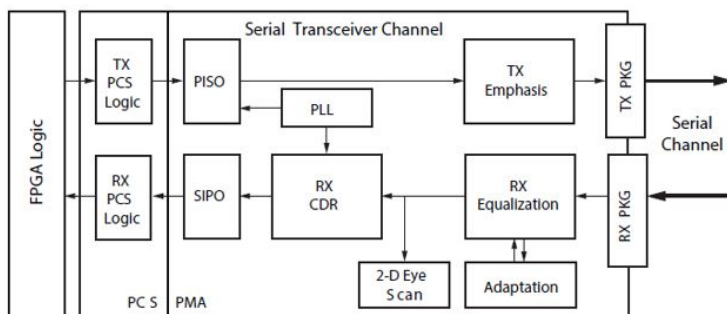 Serial Transceiver Channel
FPGA Logic
TX
PCS
Logic
PISO
TX
Emphasis
TX PKG
PLL
Serial
Channel
RX
PCS
Logic
SIPO
RX
CDR
RX
Equalization
RX PKG
2-D Eye
S can
Adaptation
PC S
PMA